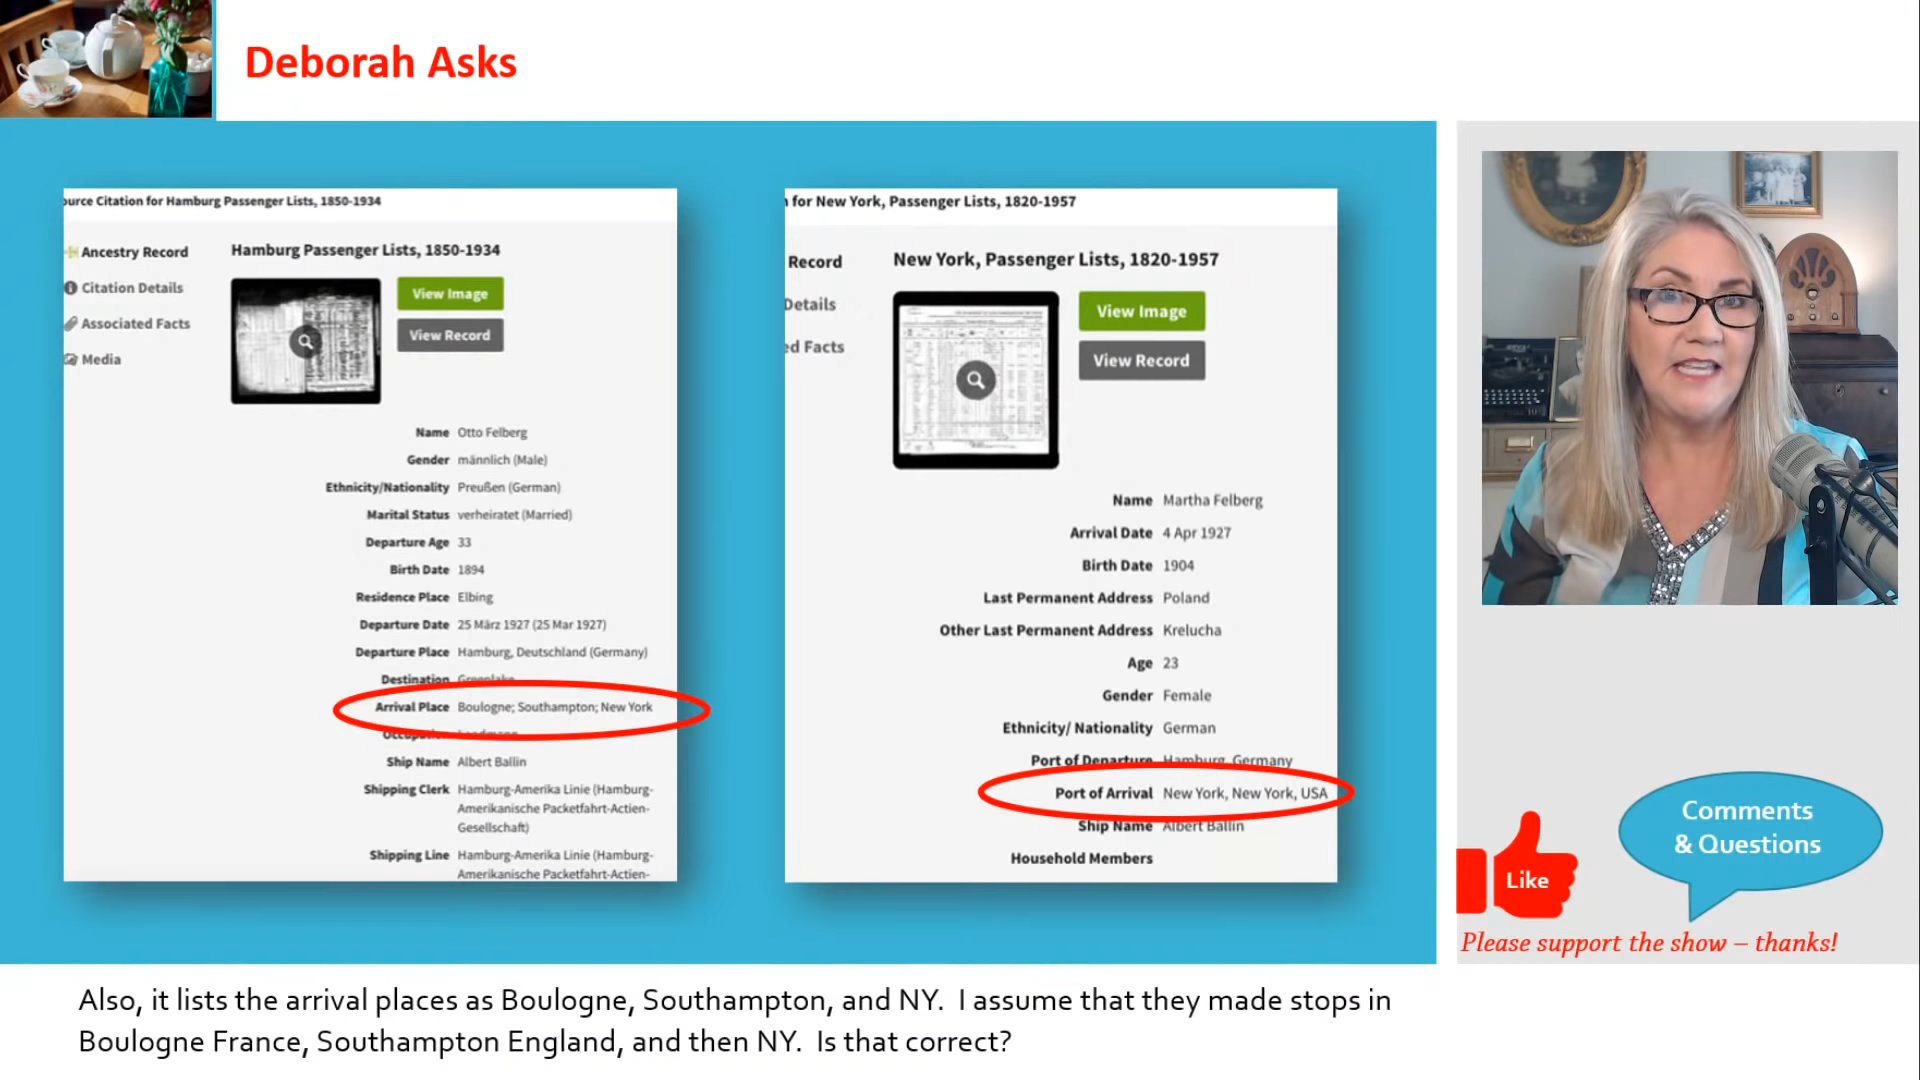 Deborah Asks
ource Citation for Hamburg Passenger Lists, 1850-1934
Ancestry Record
Citation Details
Associated Facts
Media
Hamburg Passenger Lists, 1850-1934
View Image
View Record
Name Otto Felberg
Gender männlich (Male)
Ethnicity/Nationality Preußen (German)
Marital Status verheiratet (Married)
Departure Age 33
Birth Date 1894
Residence Place Elbing
Departure Date 25 März 1927 (25 Mar 1927)
Departure Place Hamburg, Deutschland (Germany)
Destination Greenlake
Arrival Place Boulogne; Southampton; New York
Occupation Landmann
Ship Name Albert Ballin
Shipping Clerk Hamburg-Amerika Linie (Hamburg-
Amerikanische Packetfahrt-Actien-
Gesellschaft)
Shipping Line Hamburg-Amerika Linie (Hamburg-
Amerikanische Packetfahrt-Actien-
n for New York, Passenger Lists, 1820-1957
Record
Details
ed Facts
New York, Passenger Lists, 1820-1957
View Image
View Record
Name Martha Felberg
Arrival Date 4 Apr 1927
Birth Date 1904
Last Permanent Address Poland
Other Last Permanent Address Krelucha
Age 23
Gender Female
Ethnicity/ Nationality German
Port of Departure Hamburg, Germany
Port of Arrival New York, New York, USA
Ship Name Albert Ballin
Household Members
Like
Comments
& Questions
Please support the show – thanks!
Also, it lists the arrival places as Boulogne, Southampton, and NY. I assume that they made stops in
Boulogne France, Southampton England, and then NY. Is that correct?